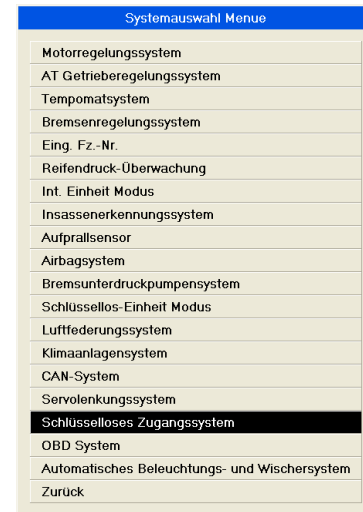 Systemauswahl Menue
Motorregelungssystem
AT Getrieberegelungssystem
Tempomatsystem
Bremsenregelungssystem
Eing. Fz.-Nr.
Reifendruck-Überwachung
Int. Einheit Modus
Insassenerkennungssystem
Aufprallsensor
Airbagsystem
Bremsunterdruckpumpensystem
Schlüssellos-Einheit Modus
Luftfederungssystem
Klimaanlagensystem
CAN-System
Servolenkungssystem
Schlüsselloses Zugangssystem
OBD System
Automatisches Beleuchtungs- und Wischersystem
Zurück